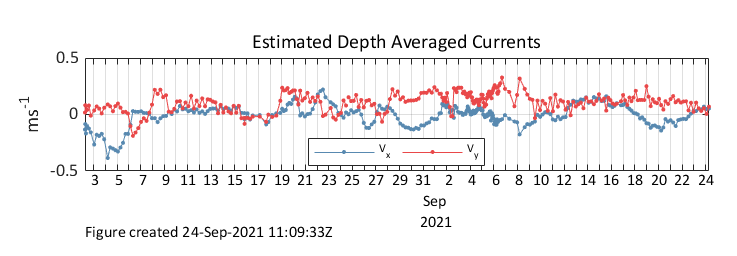 Estimated Depth Averaged Currents
0.5
0
-0.5
ms-1
Vx Vy
3 5 7 9 11 13 15 17 19 21 23 25 27 29 31 2 4 6 8 10 12 14 16 18 20 22 24
Sep
2021
Figure created 24-Sep-2021 11:09:33Z